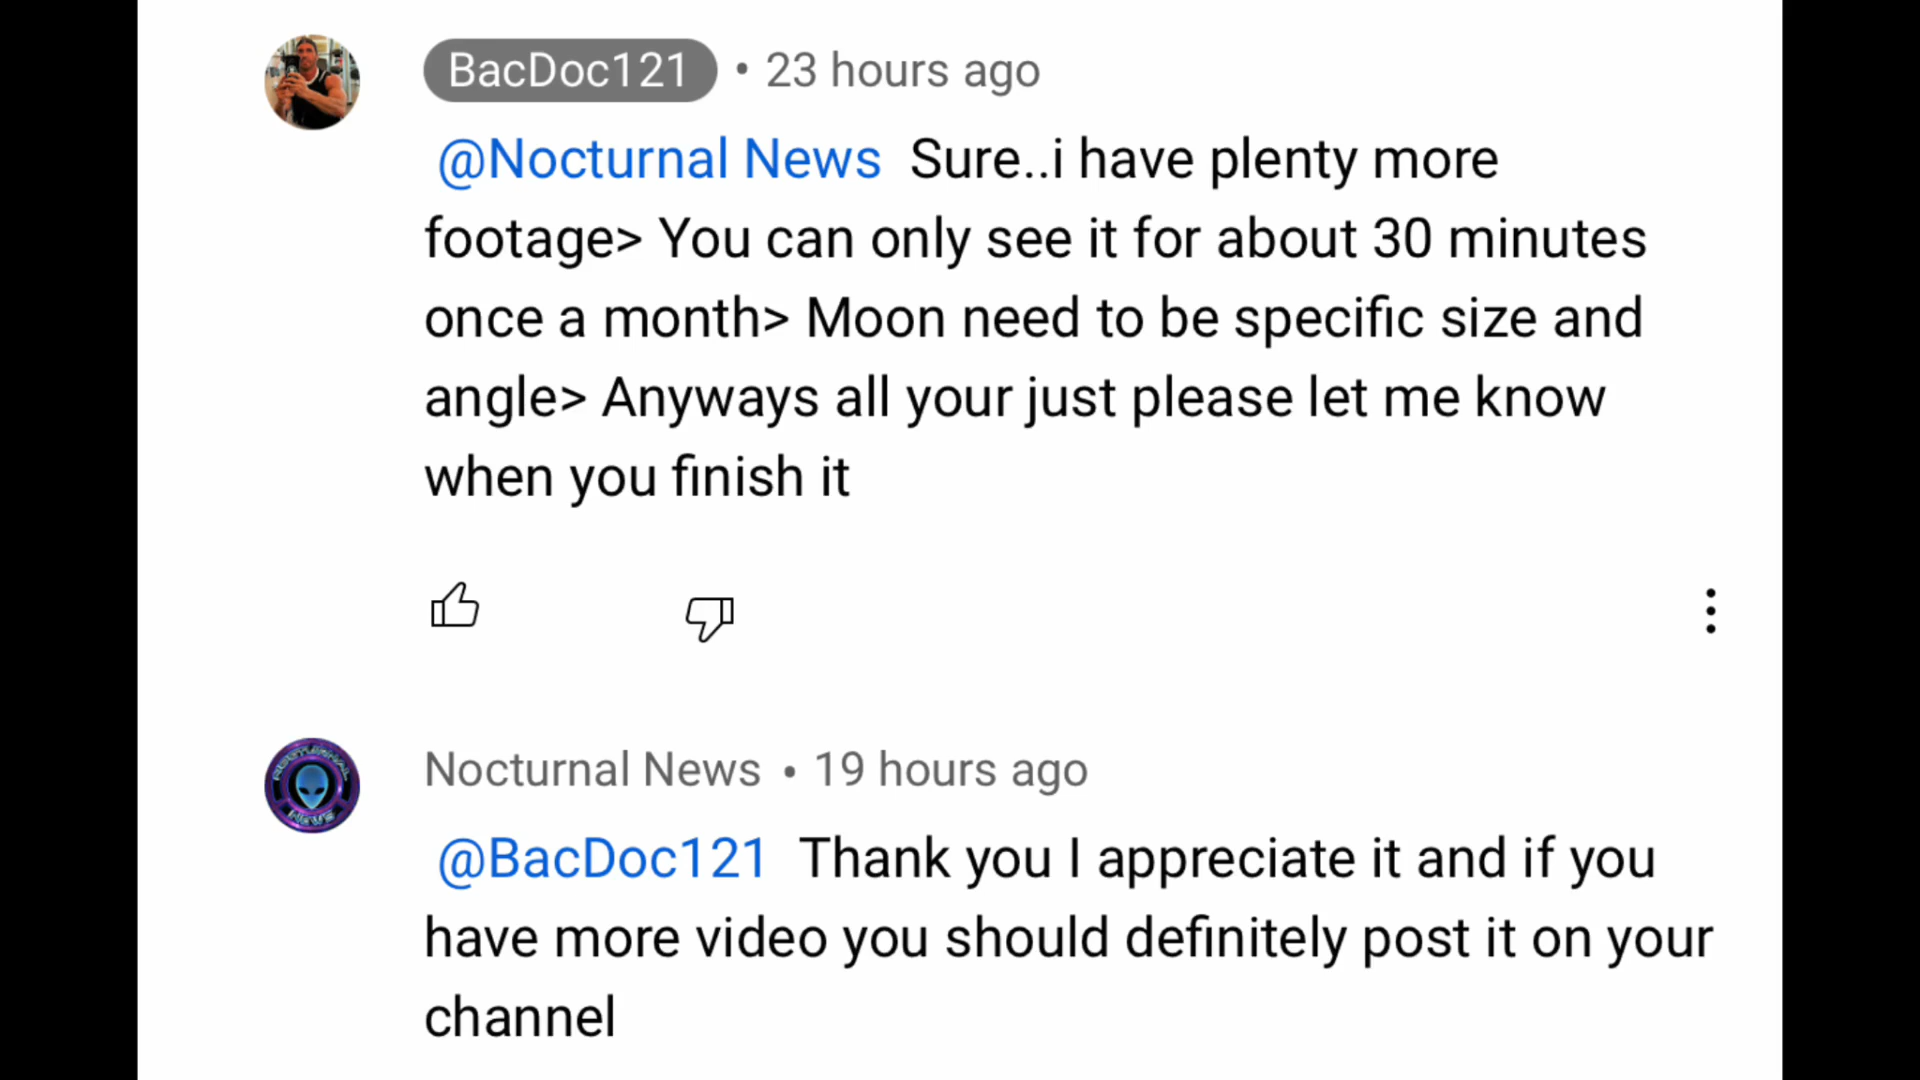 BacDoc121 • 23 hours ago
@Nocturnal News Sure..i have plenty more
footage> You can only see it for about 30 minutes
once a month> Moon need to be specific size and
angle> Anyways all your just please let me know
when you finish it
NOCTURNAL
NEWS
Nocturnal News • 19 hours ago
@BacDoc121 Thank you I appreciate it and if you
have more video you should definitely post it on your
channel